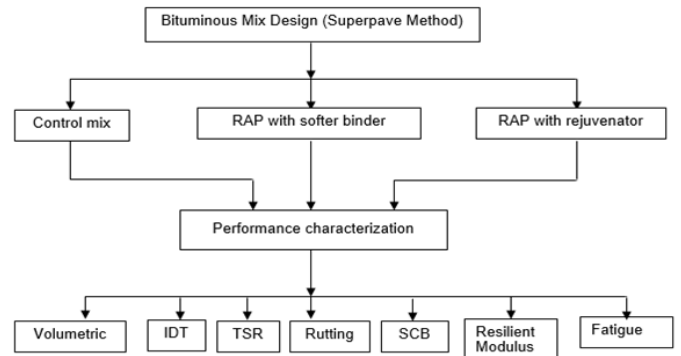 Bituminous Mix Design (Superpave Method)
Control mix
RAP with softer binder
RAP with rejuvenator
Performance characterization
Volumetric
IDT
TSR
Rutting
SCB
Resilient
Modulus
Fatigue